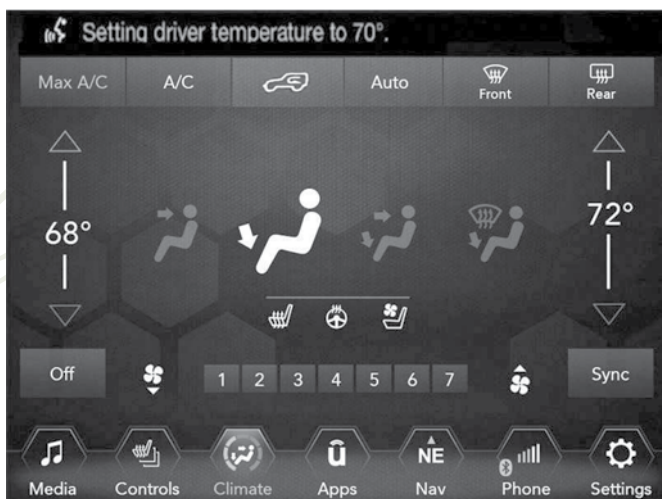 Setting driver temperature to 70°.
Max A/C A/C Auto Front Rear
68° 72°
Off 1 2 3 4 5 6 7 Sync
NE
Media Controls Climate Apps Nav Phone Settings